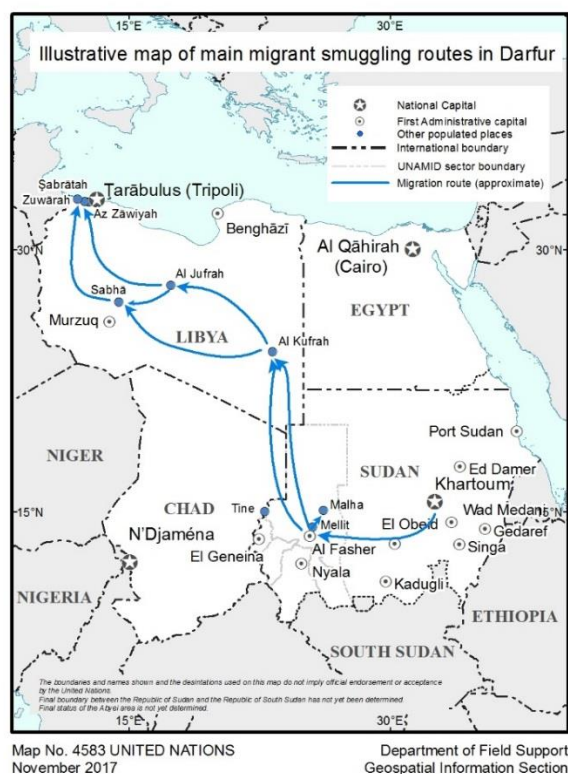 Illustrative map of main migrant smuggling routes in Darfur
National Capital
First Administrative capital
Other populated places
International boundary
UNAMID sector boundary
Migration route (approximate)
Şabrātah
Zuwārah
Ṭarābulus (Tripoli)
Az Zāwiyah
Benghāzī
30°N
30°N
Al Qāhirah
(Cairo)
Al Jufrah
Sabhā
Murzuq
LIBYA
EGYPT
Al Kufrah
Port Sudan
NIGER
SUDAN
Ed Damer
Khartoum
CHAD
Tine
Malha
15°N
Mellit
El Obeid
Wad Medani
N'Djaména
Gedaref
El Geneina
Al Fasher
Singa
Nyala
Kadugli
NIGERIA
ETHIOPIA
SOUTH SUDAN
The boundaries and names shown and the desintations used on this map do not imply official endorsement or acceptance
by the United Nations.
Final boundary between the Republic of Sudan and the Republic of South Sudan has not yet been determined.
Final status of the Abyei area is not yet determined.
15°E
30°E
15°E
30°E
Map No. 4583 UNITED NATIONS
November 2017
Department of Field Support
Geospatial Information Section